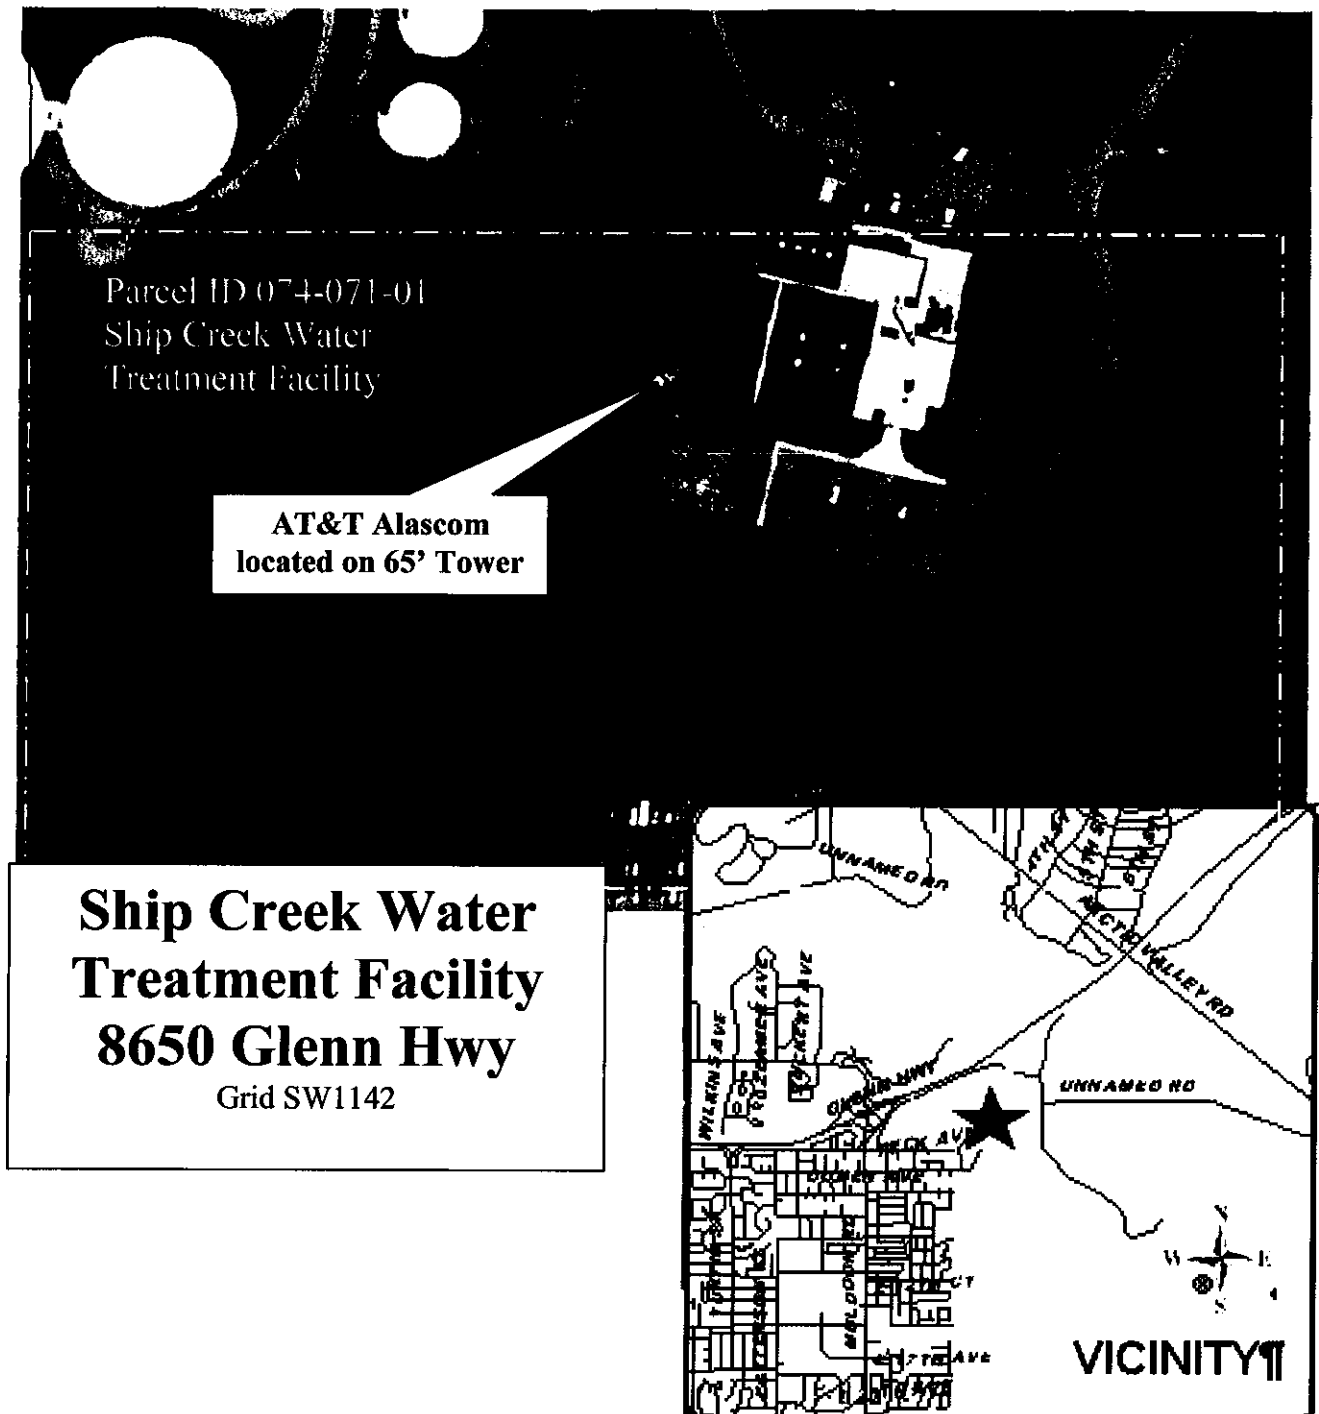 Parcel ID 074-071-01
Ship Creek Water
Treatment Facility
AT&T Alascom
located on 65' Tower
Ship Creek Water
Treatment Facility
8650 Glenn Hwy
Grid SW1142
UNNAMED RD
ARCTIC VALLEY RD
WILKINS AVE
GLENN HWY
UNNAMED RD
PECK AVE
MULDOON RD
W E
S
VICINITY¶